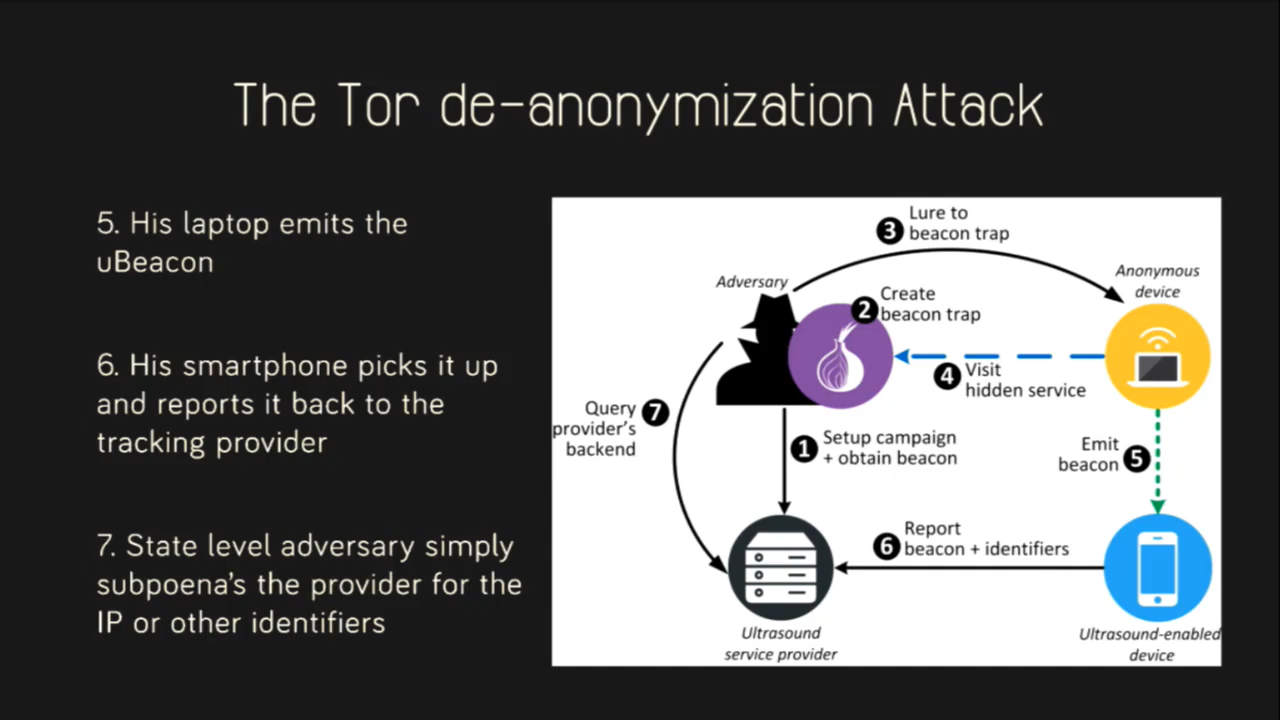 The Tor de-anonymization Attack
5. His laptop emits the
uBeacon
6. His smartphone picks it up
and reports it back to the
tracking provider
7. State level adversary simply
subpoena's the provider for the
IP or other identifiers
3 Lure to
beacon trap
Adversary
Anonymous
device
2 Create
beacon trap
4 Visit
hidden service
Query 7
provider's
backend
1 Setup campaign
+ obtain beacon
Emit
beacon 5
6 Report
beacon + identifiers
Ultrasound
service provider
Ultrasound-enabled
device